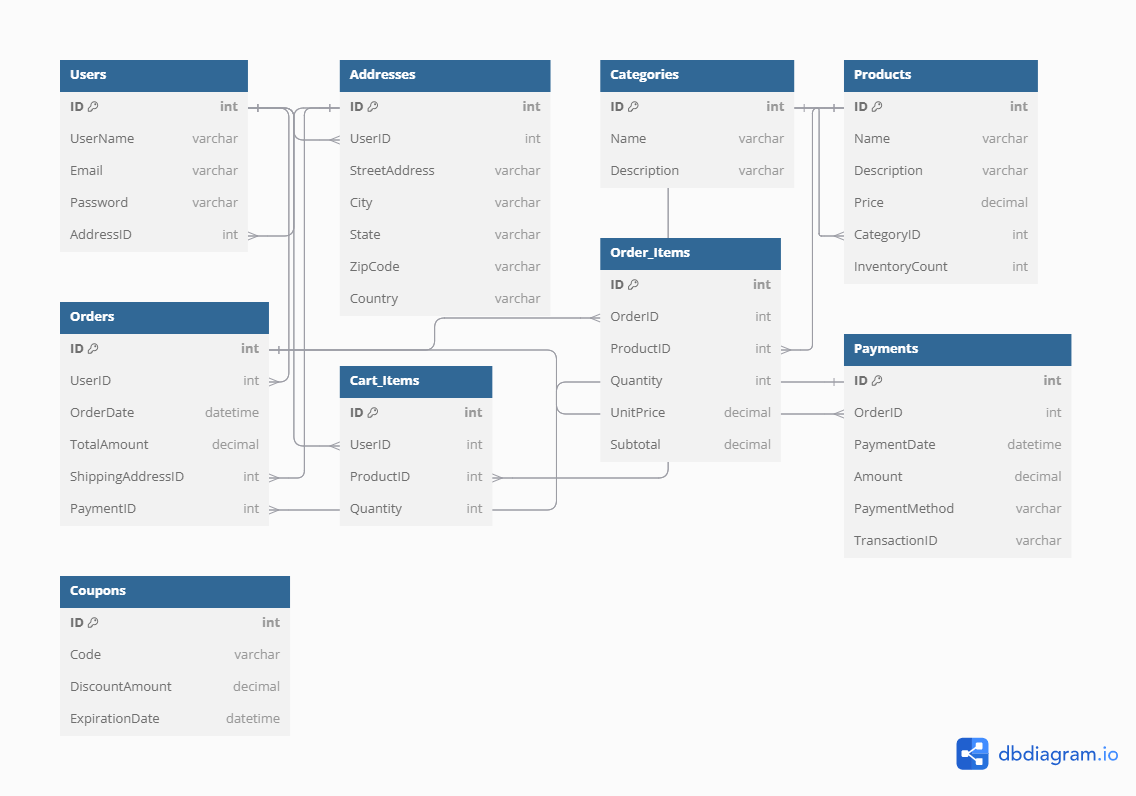 Users
ID int
UserName varchar
Email varchar
Password varchar
AddressID int
Addresses
ID int
UserID int
StreetAddress varchar
City varchar
State varchar
ZipCode varchar
Country varchar
Categories
ID int
Name varchar
Description varchar
Products
ID int
Name varchar
Description varchar
Price decimal
CategoryID int
InventoryCount int
Order_Items
ID int
OrderID int
ProductID int
Quantity int
UnitPrice decimal
Subtotal decimal
Orders
ID int
UserID int
OrderDate datetime
TotalAmount decimal
ShippingAddressID int
PaymentID int
Cart_Items
ID int
UserID int
ProductID int
Quantity int
Payments
ID int
OrderID int
PaymentDate datetime
Amount decimal
PaymentMethod varchar
TransactionID varchar
Coupons
ID int
Code varchar
DiscountAmount decimal
ExpirationDate datetime
dbdiagram.io